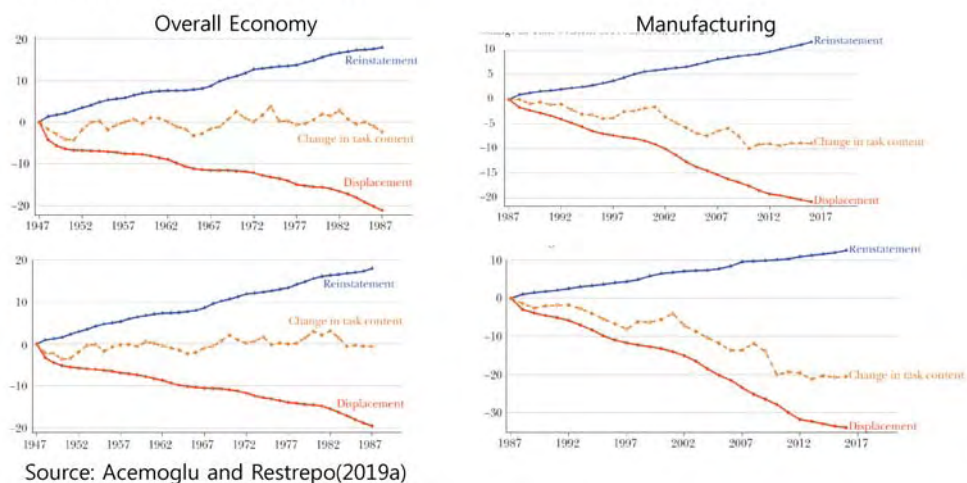 Overall Economy
20
10
0
−10
−20
Reinstatement
Change in task content
Displacement
1947 1952 1957 1962 1967 1972 1977 1982 1987
Manufacturing
10
5
0
−5
−10
−15
−20
Reinstatement
Change in task content
Displacement
1987 1992 1997 2002 2007 2012 2017
20
10
0
−10
−20
Reinstatement
Change in task content
Displacement
1947 1952 1957 1962 1967 1972 1977 1982 1987
10
0
−10
−20
−30
Reinstatement
Change in task content
Displacement
1987 1992 1997 2002 2007 2012 2017
Source: Acemoglu and Restrepo(2019a)